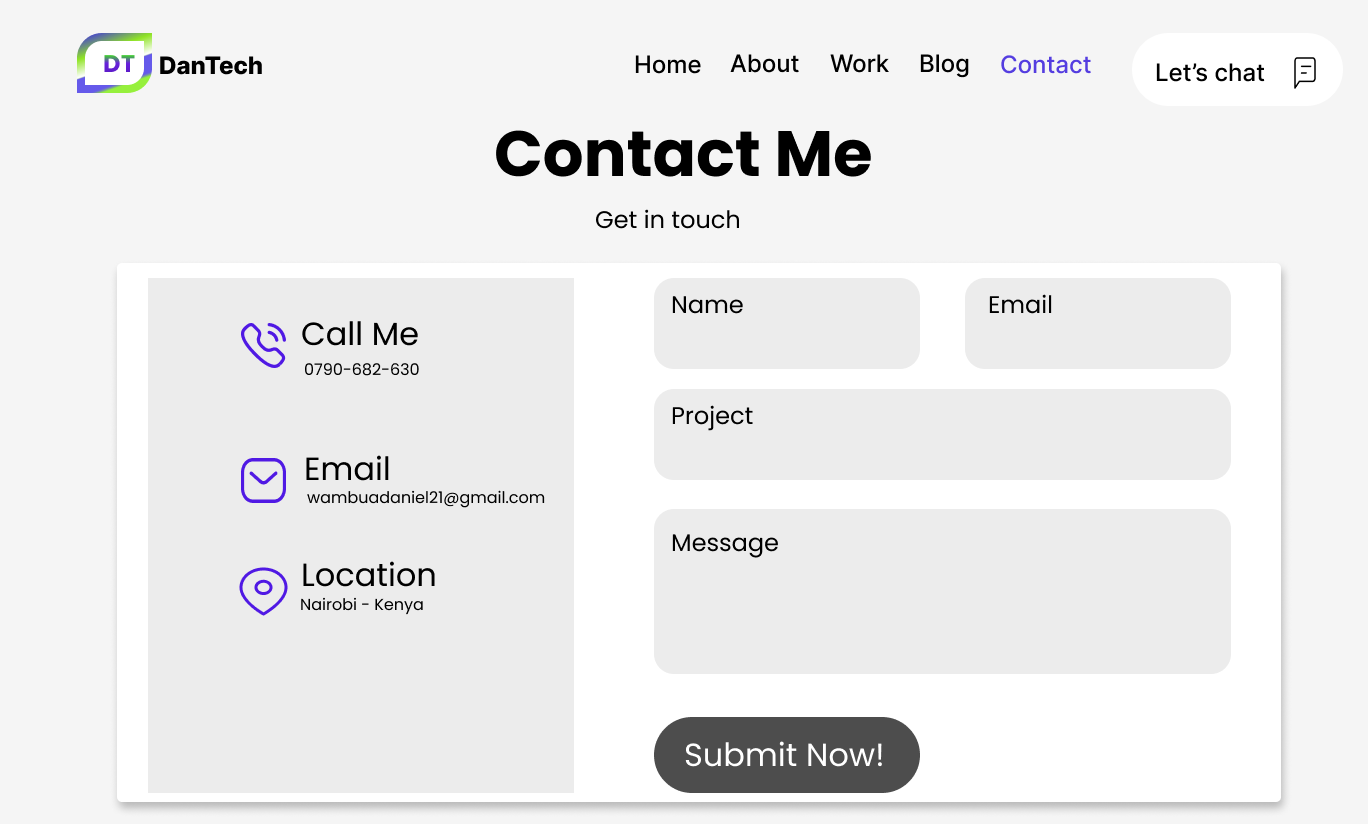 DT DanTech
Home About Work Blog Contact Let’s chat
Contact Me
Get in touch
Call Me
0790-682-630
Email
wambuadaniel21@gmail.com
Location
Nairobi - Kenya
Name
Email
Project
Message
Submit Now!